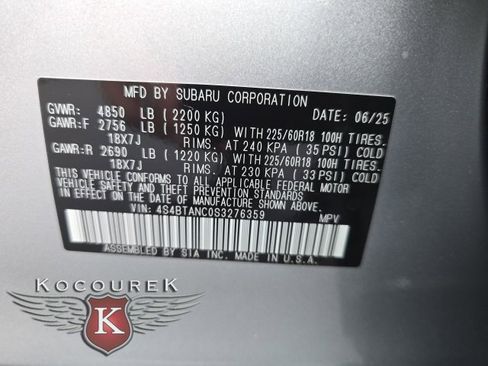 MFD BY SUBARU CORPORATION
GVWR: 4850 LB ( 2200 KG) DATE: 06/25
GAWR:F 2756 LB ( 1250 KG) WITH 225/60R18 100H TIRES.
18X7J RIMS. AT 240 KPA ( 35 PSI) COLD
GAWR:R 2690 LB ( 1220 KG) WITH 225/60R18 100H TIRES.
18X7J RIMS. AT 230 KPA ( 33 PSI) COLD
THIS VEHICLE CONFORMS TO ALL APPLICABLE FEDERAL MOTOR
VEHICLE SAFETY AND THEFT PREVENTION STANDARDS
IN EFFECT ON THE DATE OF MANUFACTURE SHOWN ABOVE.
VIN: 4S4BTANC0S3276359 MPV
ASSEMBLED BY SIA INC. MADE IN U.S.A.
KOCOUREK
K